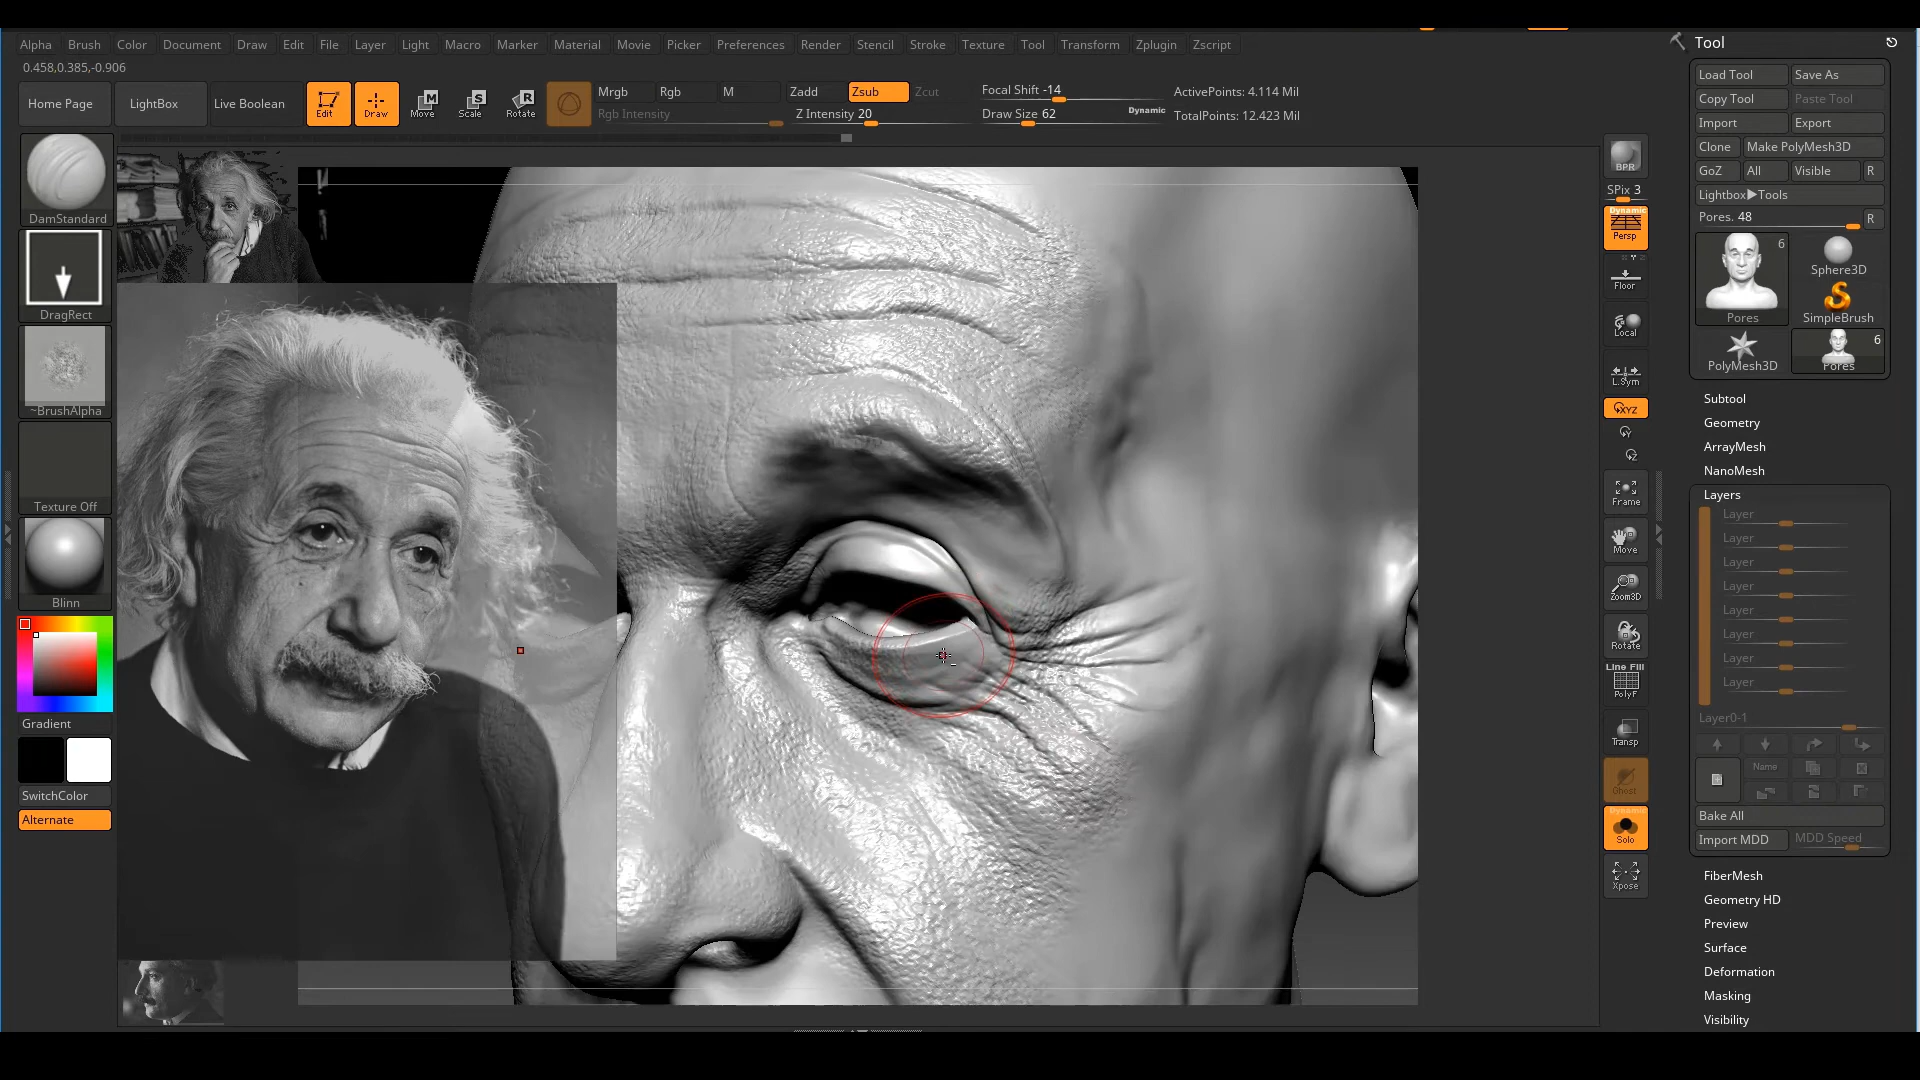 Alpha Brush Color Document Draw Edit File Layer Light Macro Marker Material Movie Picker Preferences Render Stencil Stroke Texture Tool Transform Zplugin Zscript
0.458,0.385,-0.906
Home Page
LightBox
Live Boolean
Edit
Draw
Move
Scale
Rotate
Mrgb Rgb M
Rgb Intensity
Zadd Zsub Zcut
Z Intensity 20
Focal Shift -14
Draw Size 62
Dynamic
ActivePoints: 4.114 Mil
TotalPoints: 12.423 Mil
DamStandard
DragRect
~BrushAlpha
Texture Off
Blinn
Gradient
SwitchColor
Alternate
BPR
SPix 3
Dynamic
Persp
Floor
Local
L.Sym
XYZ
Y
Z
Frame
Move
Zoom3D
Rotate
Line Fill
PolyF
Transp
Ghost
Dynamic
Solo
Xpose
Tool
Load Tool Save As
Copy Tool Paste Tool
Import Export
Clone Make PolyMesh3D
GoZ All Visible R
Lightbox▶Tools
Pores. 48 R
6
Pores
Sphere3D
SimpleBrush
PolyMesh3D
6
Pores
Subtool
Geometry
ArrayMesh
NanoMesh
Layers
Layer
Layer
Layer
Layer
Layer
Layer
Layer
Layer
Layer0-1
Name
Bake All
Import MDD MDD Speed
FiberMesh
Geometry HD
Preview
Surface
Deformation
Masking
Visibility